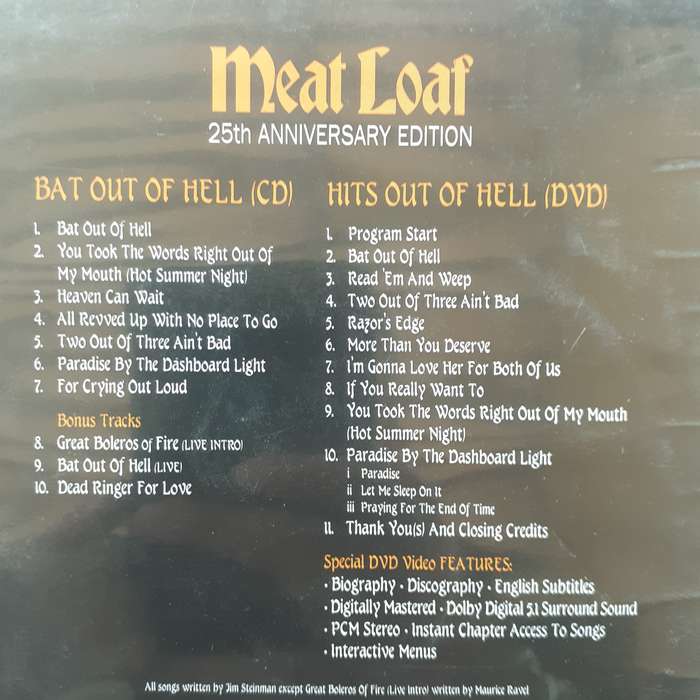 Meat Loaf
25th ANNIVERSARY EDITION
BAT OUT OF HELL (CD)
1. Bat Out Of Hell
2. You Took The Words Right Out Of
My Mouth (Hot Summer Night)
3. Heaven Can Wait
4. All Revved Up With No Place To Go
5. Two Out Of Three Ain't Bad
6. Paradise By The Dashboard Light
7. For Crying Out Loud
Bonus Tracks
8. Great Boleros of Fire (LIVE INTRO)
9. Bat Out Of Hell (LIVE)
10. Dead Ringer For Love
HITS OUT OF HELL (DVD)
1. Program Start
2. Bat Out Of Hell
3. Read 'Em And Weep
4. Two Out Of Three Ain't Bad
5. Razor's Edge
6. More Than You Deserve
7. I'm Gonna Love Her For Both Of Us
8. If You Really Want To
9. You Took The Words Right Out Of My Mouth
(Hot Summer Night)
10. Paradise By The Dashboard Light
i Paradise
ii Let Me Sleep On It
iii Praying For The End Of Time
11. Thank You(s) And Closing Credits
Special DVD Video FEATURES:
• Biography • Discography • English Subtitles
• Digitally Mastered • Dolby Digital 5.1 Surround Sound
• PCM Stereo • Instant Chapter Access To Songs
• Interactive Menus
All songs written by Jim Steinman except Great Boleros Of Fire (Live Intro) written by Maurice Ravel